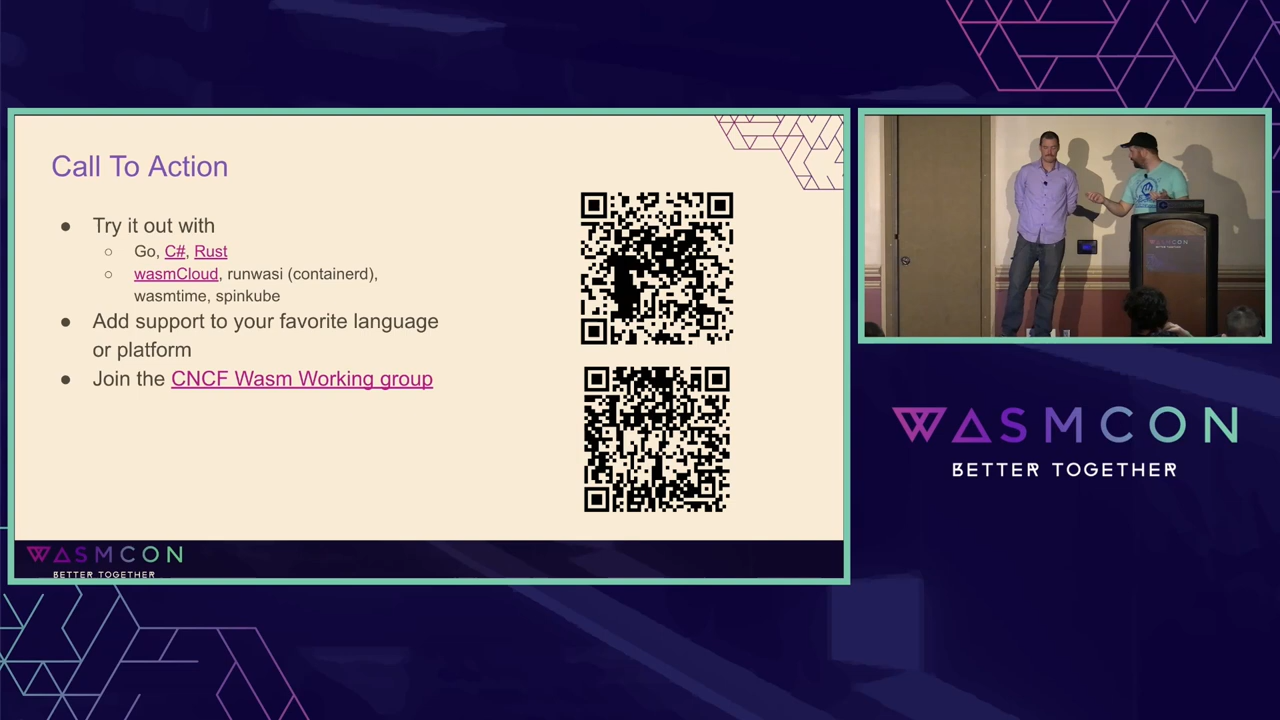 Call To Action
● Try it out with
○ Go, C#, Rust
○ wasmCloud, runwasi (containerd),
wasmtime, spinkube
● Add support to your favorite language
or platform
● Join the CNCF Wasm Working group
WASMCON
BETTER TOGETHER
WASMCON
BETTER TOGETHER
WASMCON